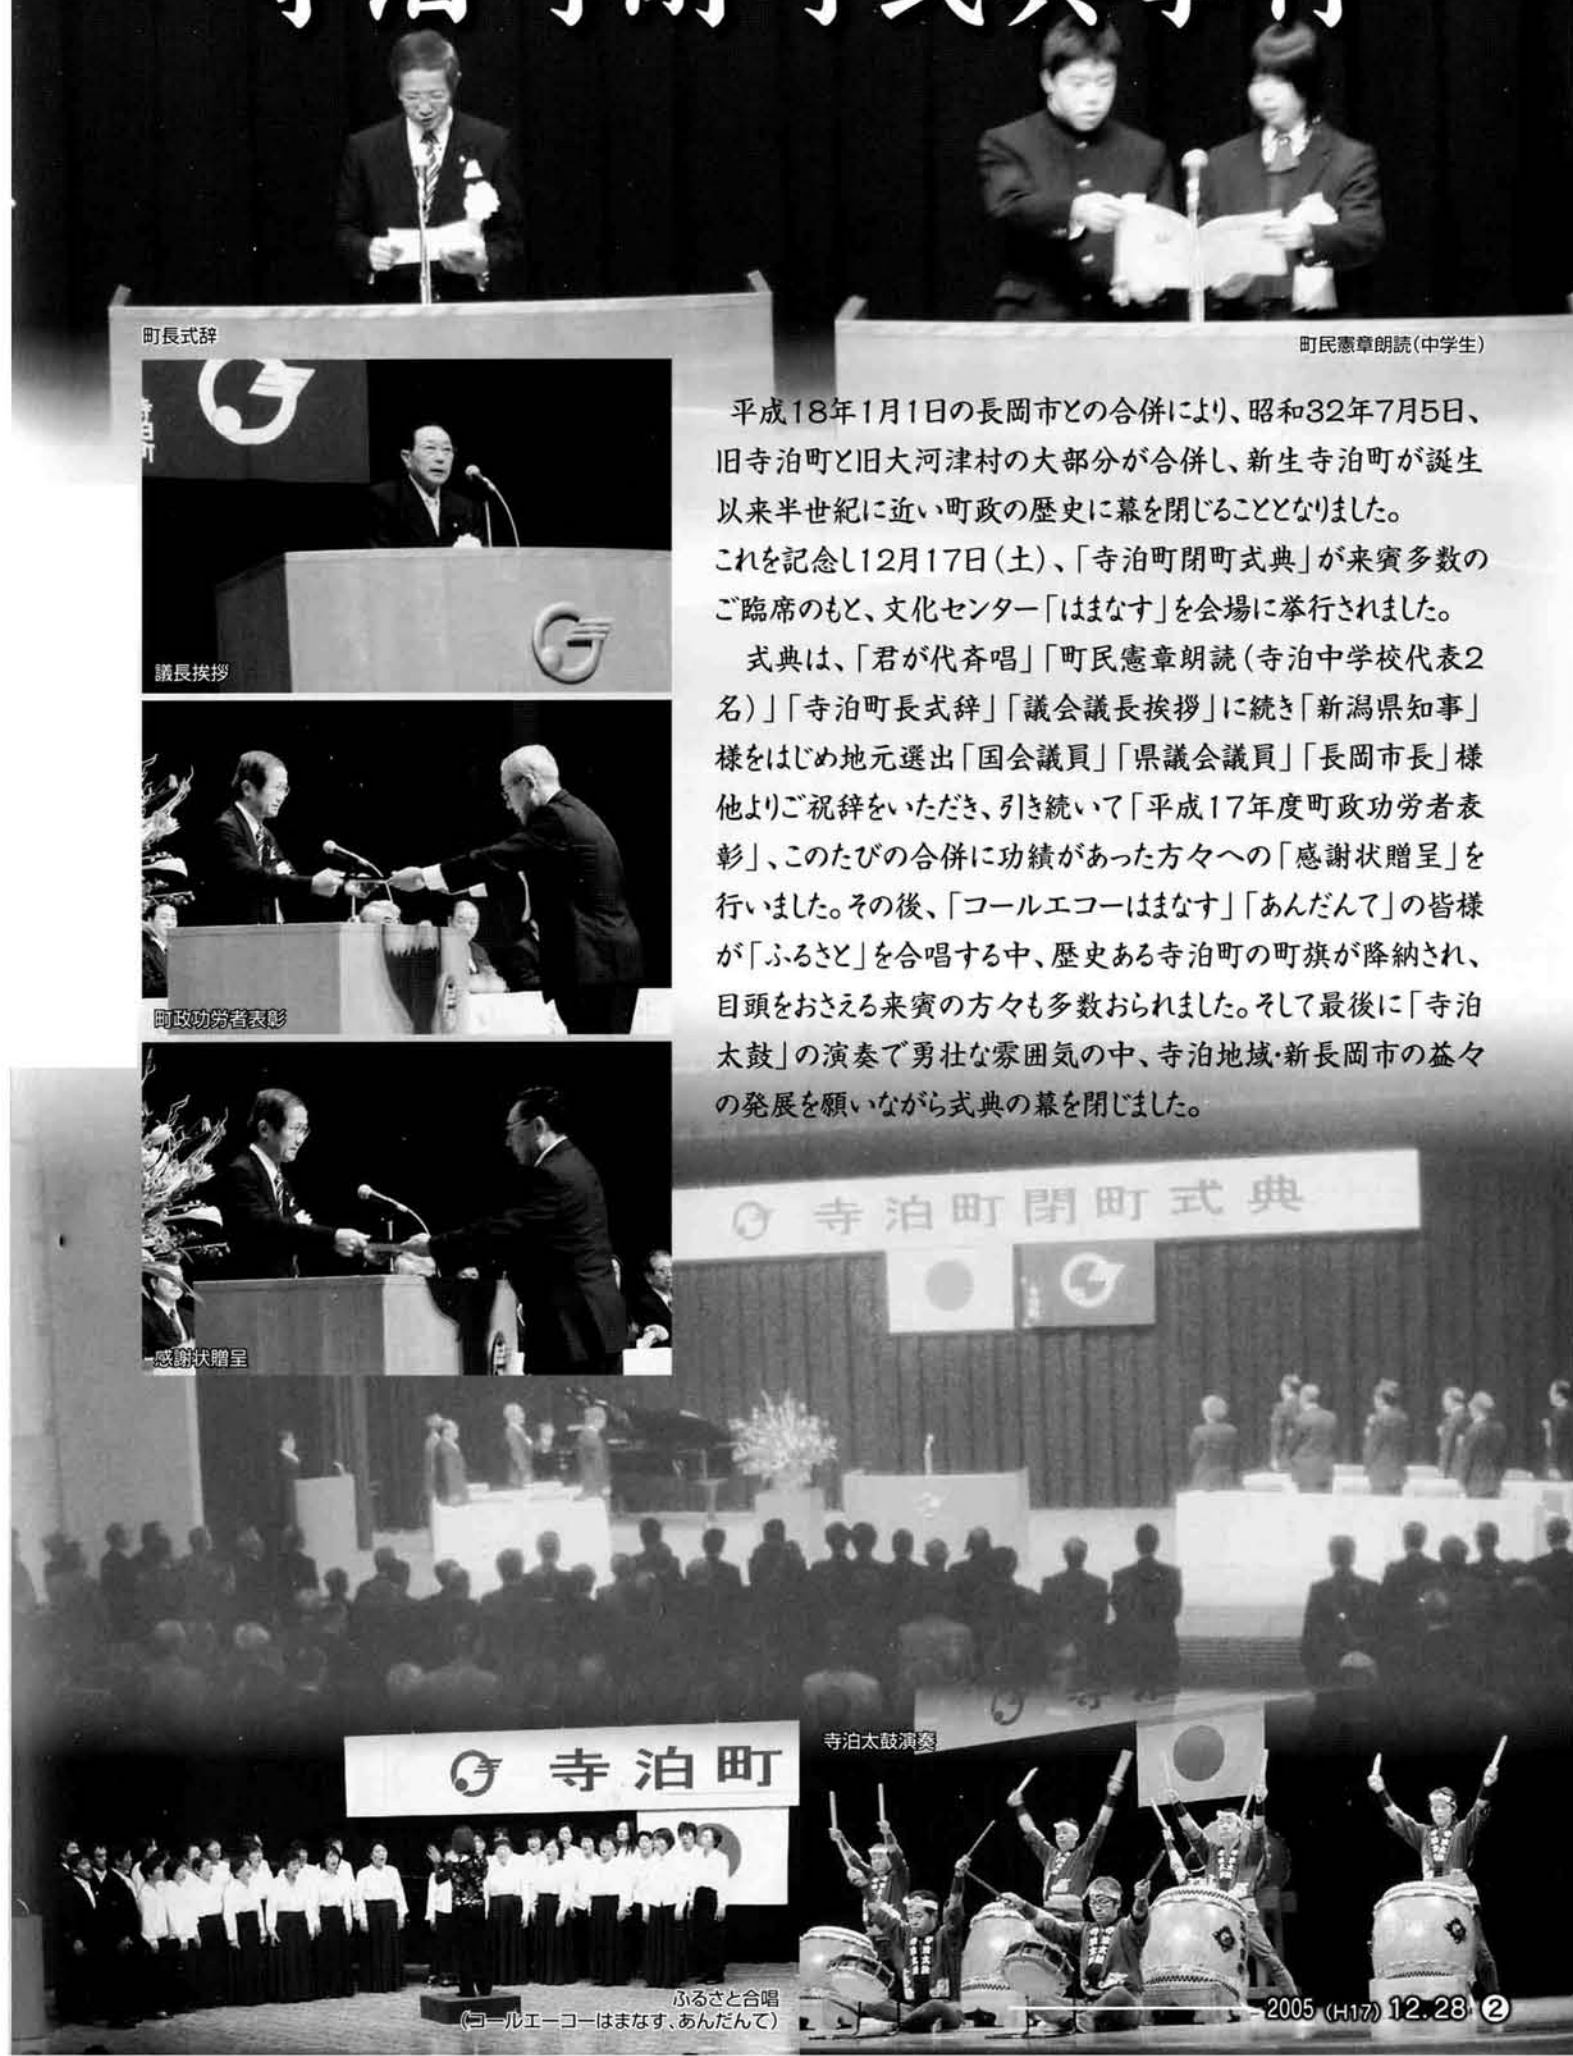 寺泊町閉町式典挙行
町長式辞
町民憲章朗読(中学生)
平成18年1月1日の長岡市との合併により、昭和32年7月5日、
旧寺泊町と旧大河津村の大部分が合併し、新生寺泊町が誕生
以来半世紀に近い町政の歴史に幕を閉じることとなりました。
これを記念し12月17日(土)、「寺泊町閉町式典」が来賓多数の
ご臨席のもと、文化センター「はまなす」を会場に挙行されました。
式典は、「君が代斉唱」「町民憲章朗読(寺泊中学校代表2
名)」「寺泊町長式辞」「議会議長挨拶」に続き「新潟県知事」
様をはじめ地元選出「国会議員」「県議会議員」「長岡市長」様
他よりご祝辞をいただき、引き続いて「平成17年度町政功労者表
彰」、このたびの合併に功績があった方々への「感謝状贈呈」を
行いました。その後、「コールエコーはまなす」「あんだんて」の皆様
が「ふるさと」を合唱する中、歴史ある寺泊町の町旗が降納され、
目頭をおさえる来賓の方々も多数おられました。そして最後に「寺泊
太鼓」の演奏で勇壮な雰囲気の中、寺泊地域・新長岡市の益々
の発展を願いながら式典の幕を閉じました。
議長挨拶
町政功労者表彰
感謝状贈呈
寺泊町閉町式典
寺泊町
寺泊太鼓演奏
ふるさと合唱
(コールエーコーはまなす、あんだんて)
2005 (H17) 12.28 2